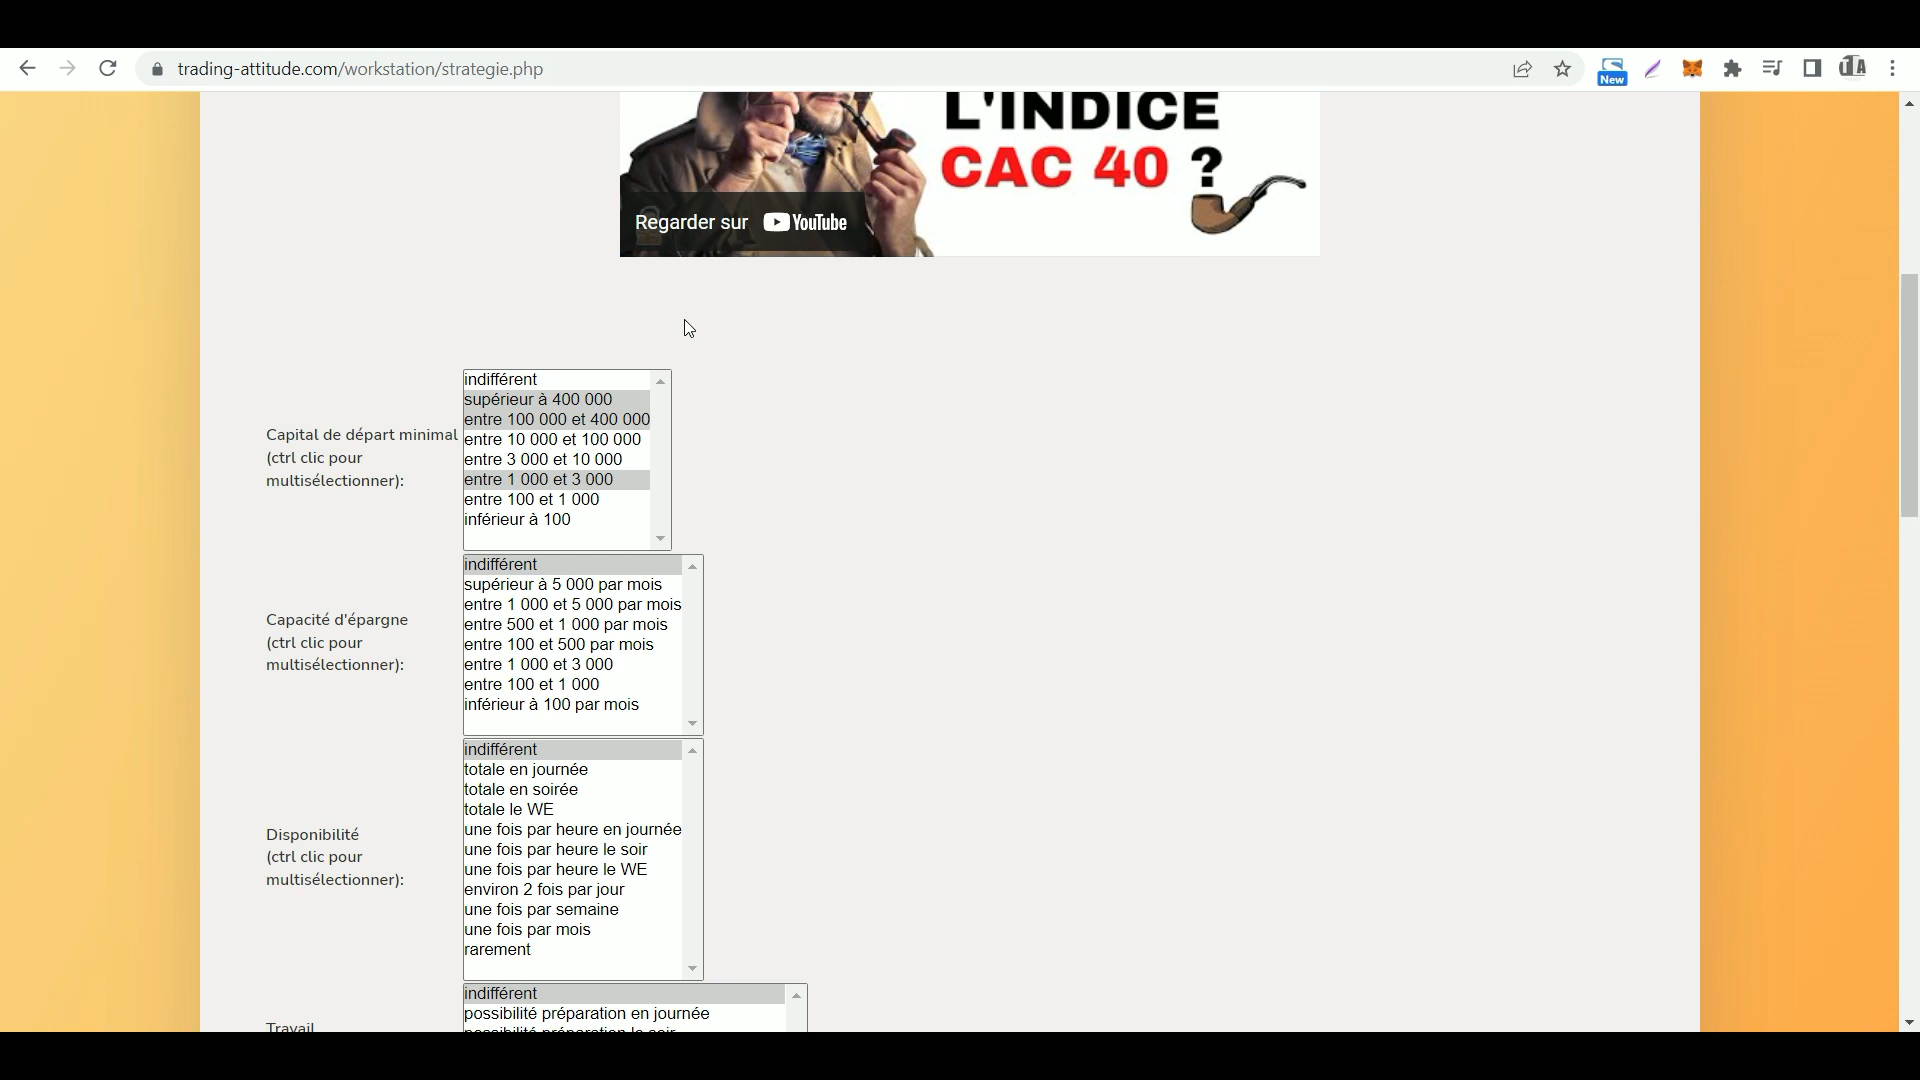 trading-attitude.com/workstation/strategie.php
New
L'INDICE
CAC 40 ?
Regarder sur YouTube
Capital de départ minimal
(ctrl clic pour
multisélectionner):
indifférent
supérieur à 400 000
entre 100 000 et 400 000
entre 10 000 et 100 000
entre 3 000 et 10 000
entre 1 000 et 3 000
entre 100 et 1 000
inférieur à 100
Capacité d'épargne
(ctrl clic pour
multisélectionner):
indifférent
supérieur à 5 000 par mois
entre 1 000 et 5 000 par mois
entre 500 et 1 000 par mois
entre 100 et 500 par mois
entre 1 000 et 3 000
entre 100 et 1 000
inférieur à 100 par mois
Disponibilité
(ctrl clic pour
multisélectionner):
indifférent
totale en journée
totale en soirée
totale le WE
une fois par heure en journée
une fois par heure le soir
une fois par heure le WE
environ 2 fois par jour
une fois par semaine
une fois par mois
rarement
Travail
indifférent
possibilité préparation en journée
possibilité préparation le soir